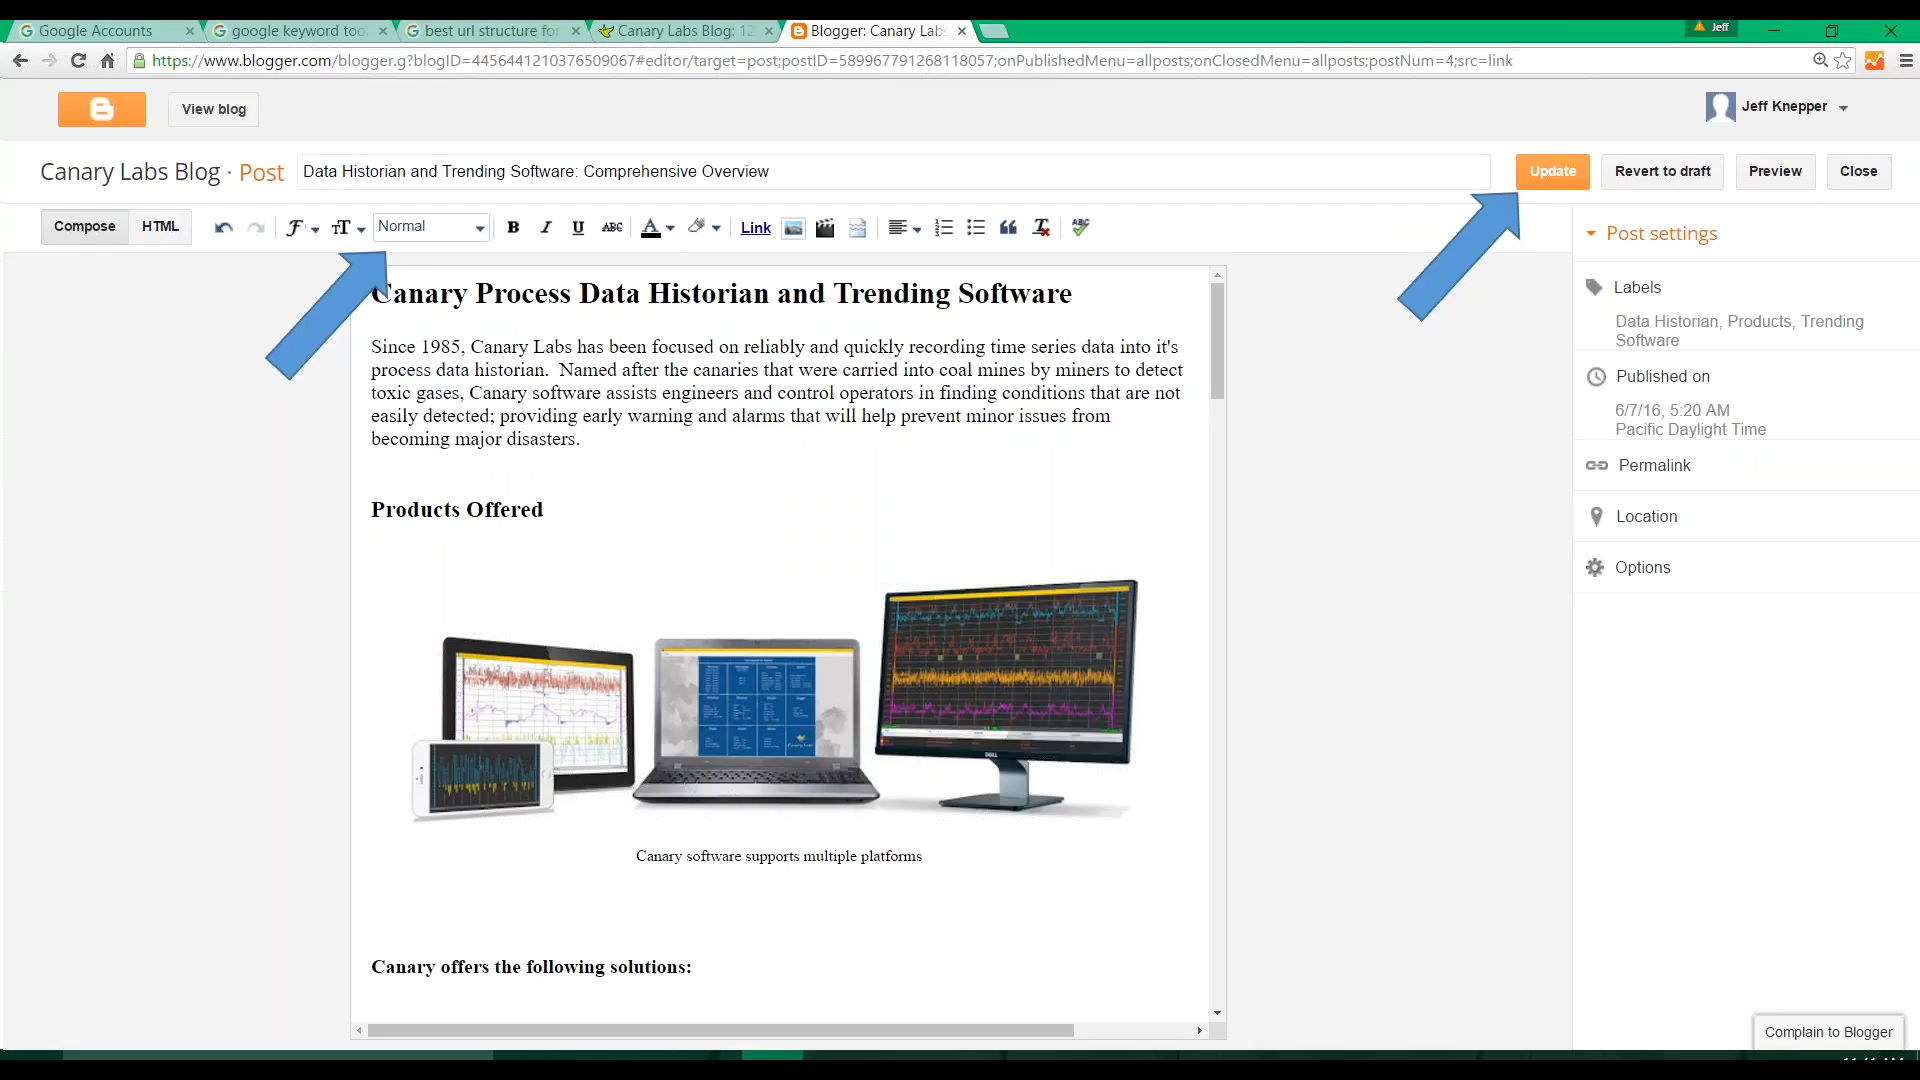 Google Accounts
google keyword too
best url structure fo
Canary Labs Blog: 12
Blogger: Canary Lab
Jeff
https://www.blogger.com/blogger.g?blogID=4456441210376509067#editor/target=post;postID=589967791268118057;onPublishedMenu=allposts;onClosedMenu=allposts;postNum=4;src=link
View blog
Jeff Knepper
Canary Labs Blog · Post
Data Historian and Trending Software: Comprehensive Overview
Update
Revert to draft
Preview
Close
Compose
HTML
Normal
B
I
U
ABC
A
Link
Post settings
Labels
Data Historian, Products, Trending
Software
Published on
6/7/16, 5:20 AM
Pacific Daylight Time
Permalink
Location
Options
Canary Process Data Historian and Trending Software
Since 1985, Canary Labs has been focused on reliably and quickly recording time series data into it's
process data historian.  Named after the canaries that were carried into coal mines by miners to detect
toxic gases, Canary software assists engineers and control operators in finding conditions that are not
easily detected; providing early warning and alarms that will help prevent minor issues from
becoming major disasters.
Products Offered
DELL
Canary software supports multiple platforms
Canary offers the following solutions:
Complain to Blogger